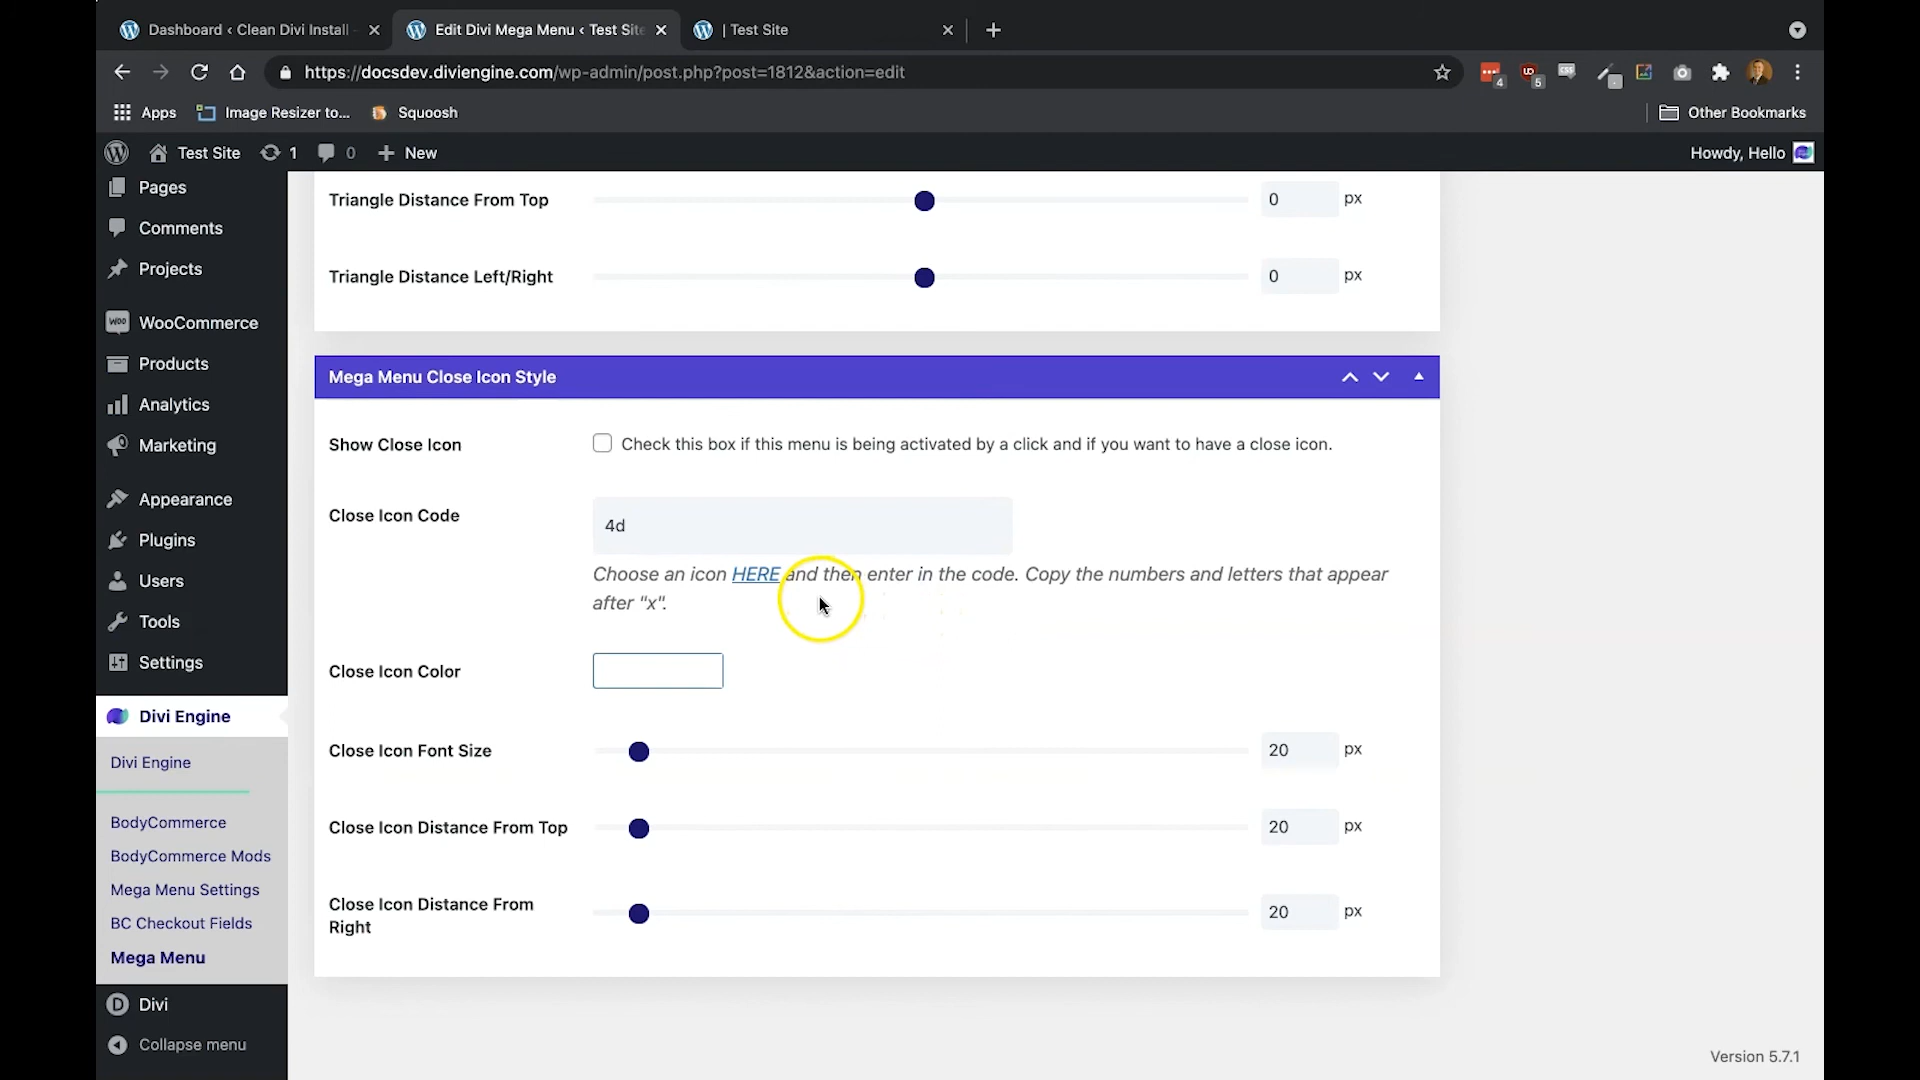 Dashboard ‹ Clean Divi Install
Edit Divi Mega Menu ‹ Test Site
| Test Site
https://docsdev.diviengine.com/wp-admin/post.php?post=1812&action=edit
4
UD
5
CSS
Apps
Image Resizer to...
Squoosh
Other Bookmarks
Test Site
1
0
New
Howdy, Hello
Pages
Comments
Projects
WooCommerce
Products
Analytics
Marketing
Appearance
Plugins
Users
Tools
Settings
Divi Engine
Divi Engine
BodyCommerce
BodyCommerce Mods
Mega Menu Settings
BC Checkout Fields
Mega Menu
Divi
Collapse menu
Triangle Distance From Top
0 px
Triangle Distance Left/Right
0 px
Mega Menu Close Icon Style
Show Close Icon
Check this box if this menu is being activated by a click and if you want to have a close icon.
Close Icon Code
4d
Choose an icon HERE and then enter in the code. Copy the numbers and letters that appear
after "x".
Close Icon Color
Close Icon Font Size
20 px
Close Icon Distance From Top
20 px
Close Icon Distance From
Right
20 px
Version 5.7.1